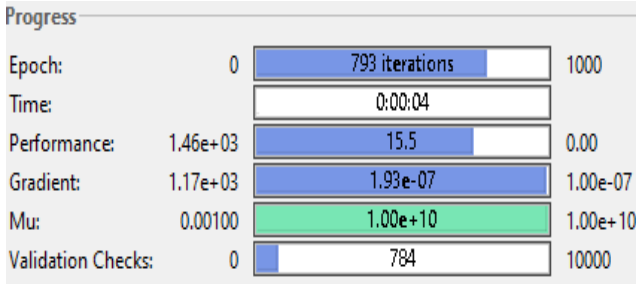 Progress
Epoch: 0 793 iterations 1000
Time: 0:00:04
Performance: 1.46e+03 15.5 0.00
Gradient: 1.17e+03 1.93e-07 1.00e-07
Mu: 0.00100 1.00e+10 1.00e+10
Validation Checks: 0 784 10000